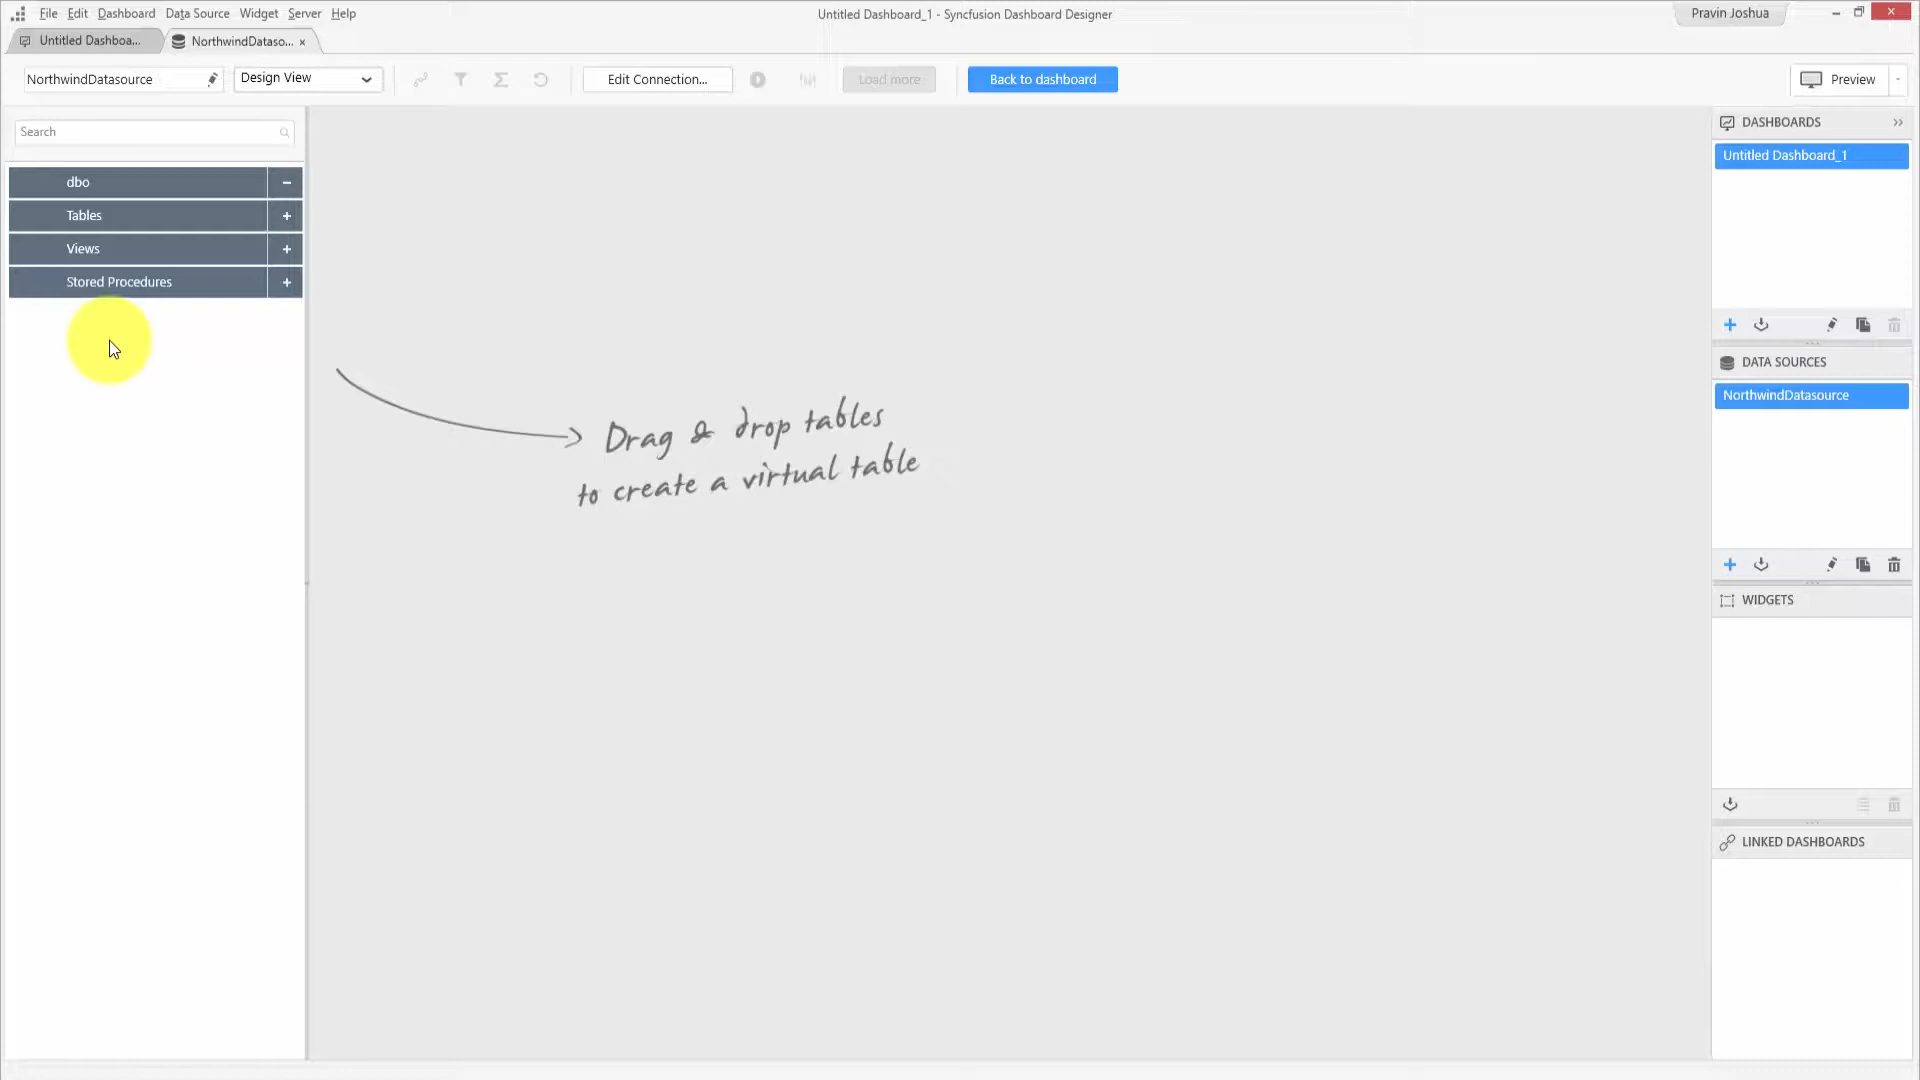 File Edit Dashboard Data Source Widget Server Help
Untitled Dashboard_1 - Syncfusion Dashboard Designer
Pravin Joshua
Untitled Dashboa...
NorthwindDataso...
NorthwindDatasource
Design View
Edit Connection...
Load more
Back to dashboard
Preview
Search
dbo
Tables
Views
Stored Procedures
Drag & drop tables
to create a virtual table
DASHBOARDS
Untitled Dashboard_1
DATA SOURCES
NorthwindDatasource
WIDGETS
LINKED DASHBOARDS